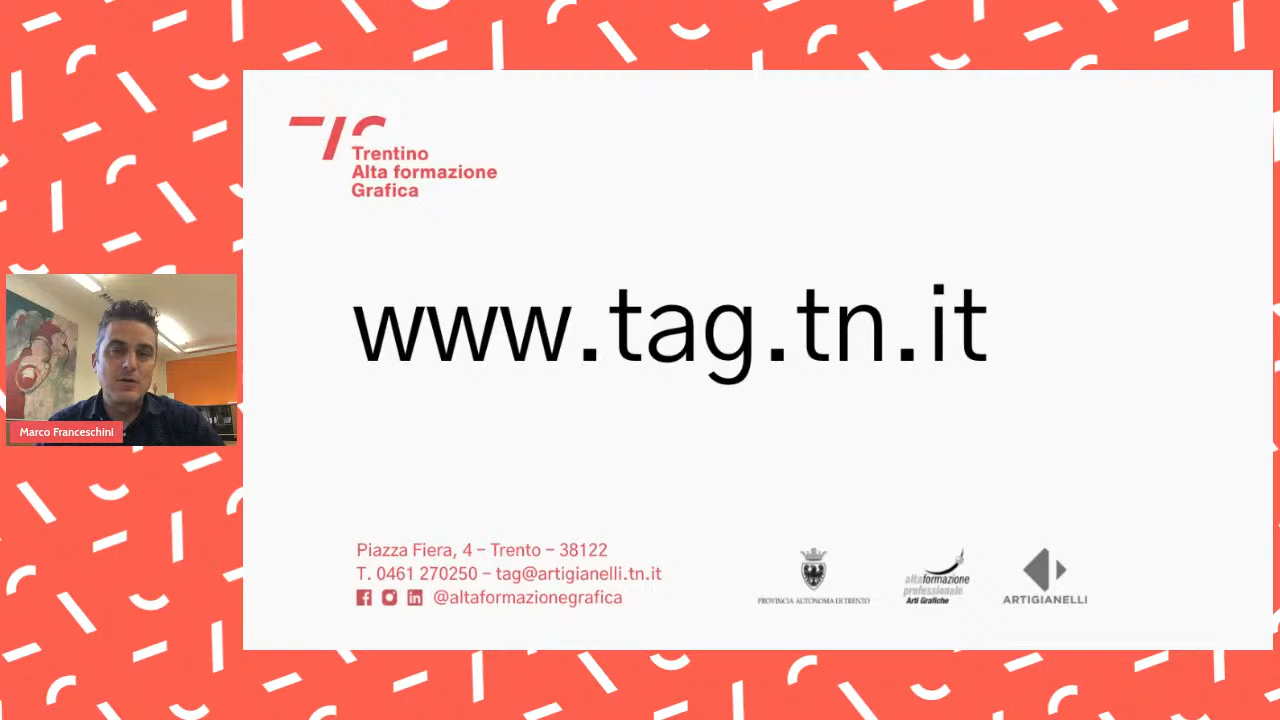 Trentino
Alta formazione
Grafica
www.tag.tn.it
Marco Franceschini
Piazza Fiera, 4 – Trento – 38122
T. 0461 270250 – tag@artigianelli.tn.it
@altaformazionegrafica
PROVINCIA AUTONOMA DI TRENTO
altaformazione
professionale
Arti Grafiche
ARTIGIANELLI